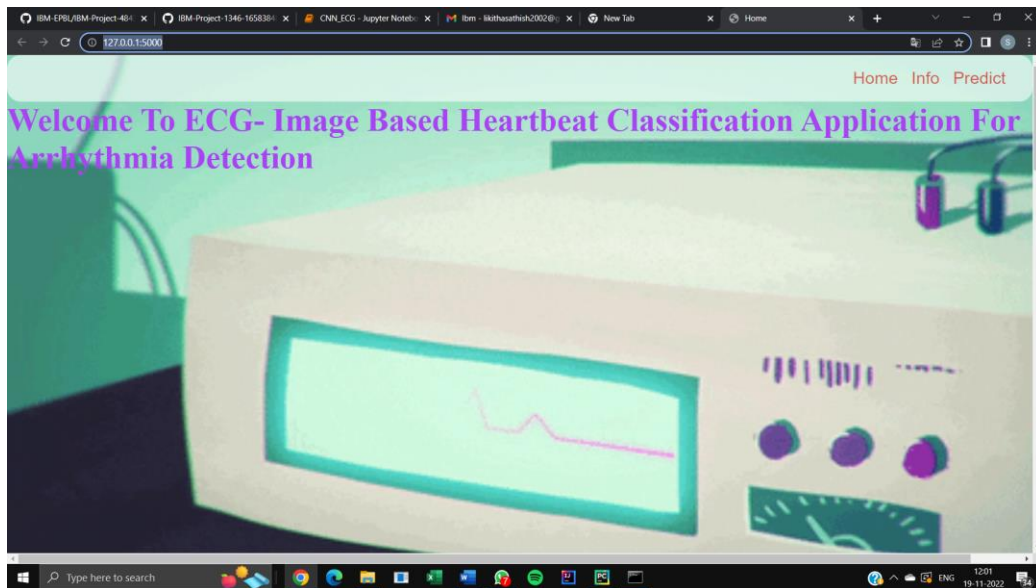 IBM-EPBL/IBM-Project-484
IBM-Project-1346-1658384
CNN_ECG - Jupyter Notebo
Ibm - likithasathish2002@g
New Tab
Home
127.0.0.1:5000
S
Home Info Predict
Welcome To ECG- Image Based Heartbeat Classification Application For
Arrhythmia Detection
Type here to search
ENG
12:01
19-11-2022